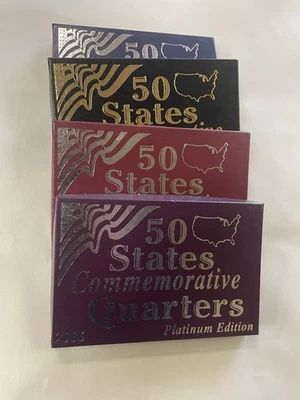 50
50
States
50
States
50
States
Commemorative
Quarters
Platinum Edition